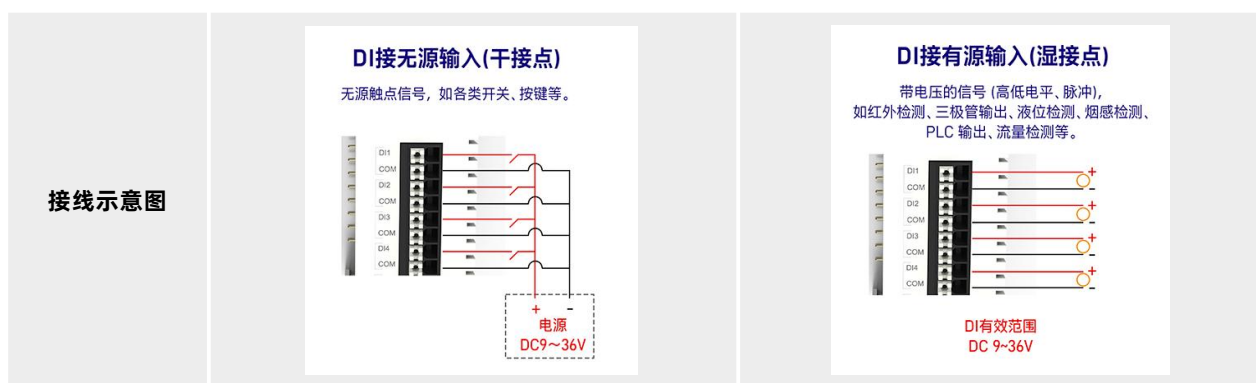 接线示意图
DI接无源输入(干接点)
无源触点信号，如各类开关、按键等。
DI1
COM
DI2
COM
DI3
COM
DI4
COM
+ -
电源
DC9～36V
DI接有源输入(湿接点)
带电压的信号 (高低电平、脉冲),
如红外检测、三极管输出、液位检测、烟感检测、
PLC 输出、流量检测等。
DI1
+
COM
-
DI2
+
COM
-
DI3
+
COM
-
DI4
+
COM
-
DI有效范围
DC 9~36V